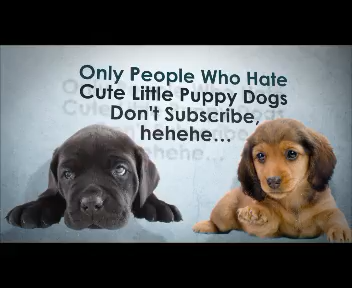 Only People Who Hate
Cute Little Puppy Dogs
Don't Subscribe,
hehehe...